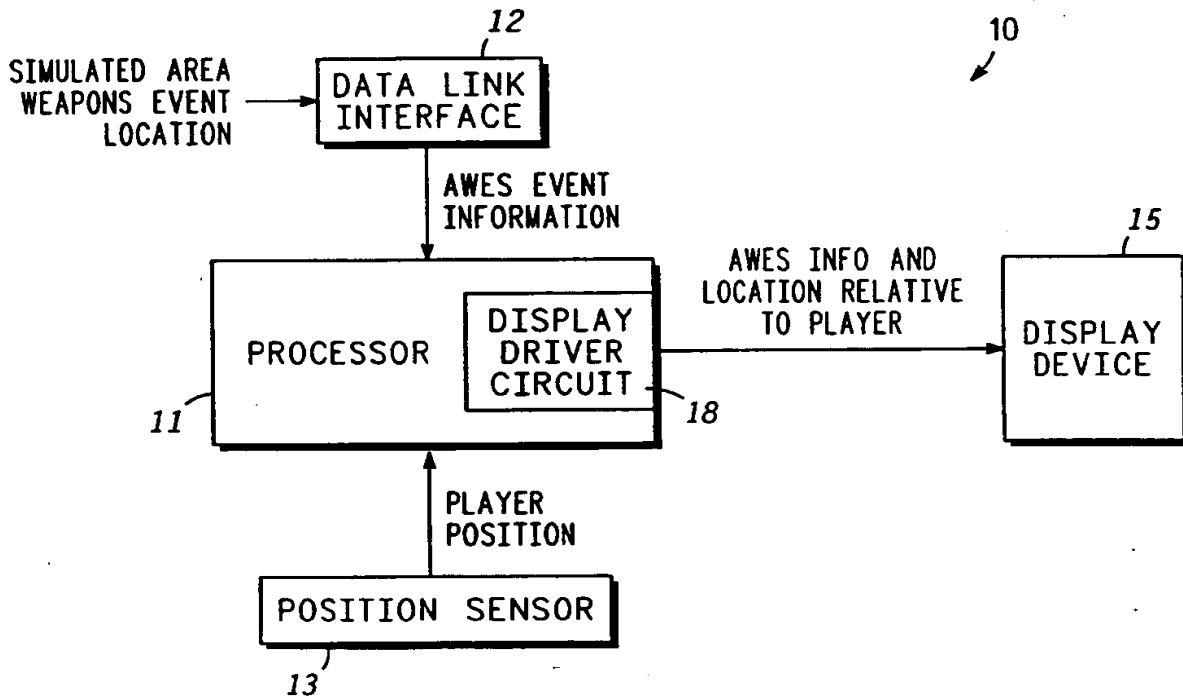 10
12
SIMULATED AREA
WEAPONS EVENT
LOCATION
DATA LINK
INTERFACE
AWES EVENT
INFORMATION
15
AWES INFO AND
LOCATION RELATIVE
TO PLAYER
PROCESSOR
DISPLAY
DRIVER
CIRCUIT
DISPLAY
DEVICE
11
18
PLAYER
POSITION
POSITION SENSOR
13